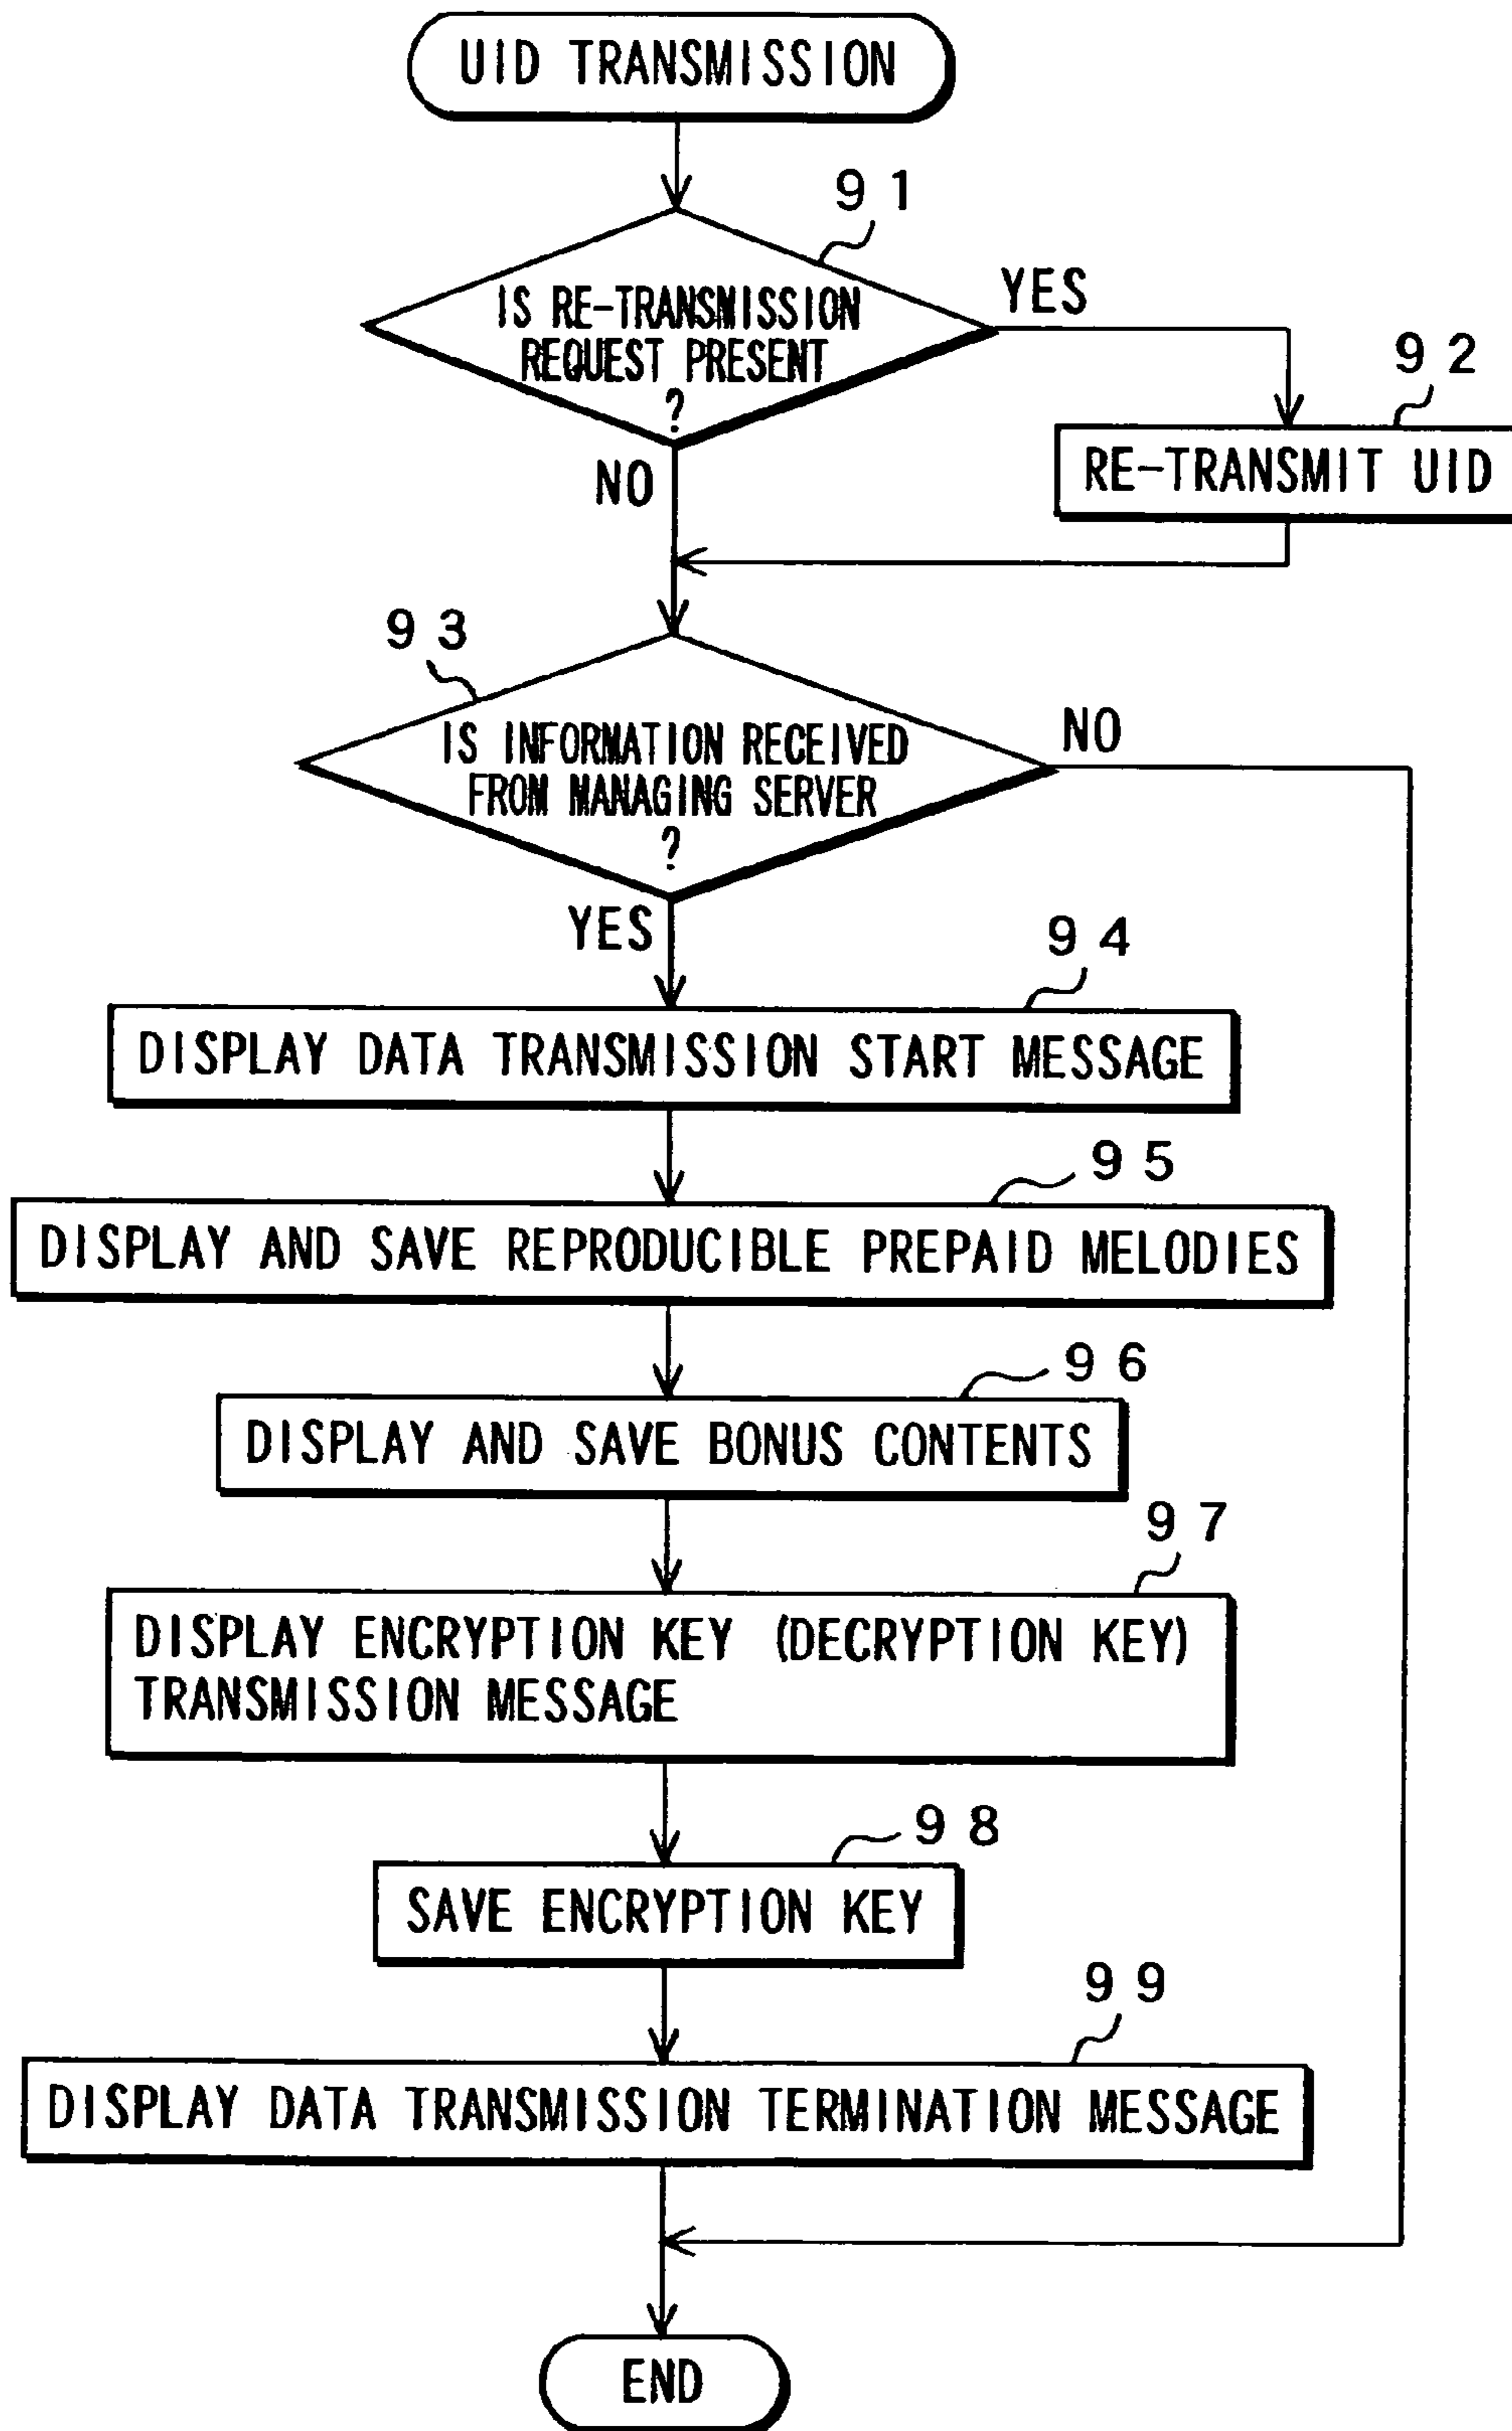 UID TRANSMISSION
91
IS RE-TRANSMISSION
REQUEST PRESENT
?
YES
92
RE-TRANSMIT UID
NO
93
IS INFORMATION RECEIVED
FROM MANAGING SERVER
?
NO
YES
94
DISPLAY DATA TRANSMISSION START MESSAGE
95
DISPLAY AND SAVE REPRODUCIBLE PREPAID MELODIES
96
DISPLAY AND SAVE BONUS CONTENTS
97
DISPLAY ENCRYPTION KEY (DECRYPTION KEY)
TRANSMISSION MESSAGE
98
SAVE ENCRYPTION KEY
99
DISPLAY DATA TRANSMISSION TERMINATION MESSAGE
END